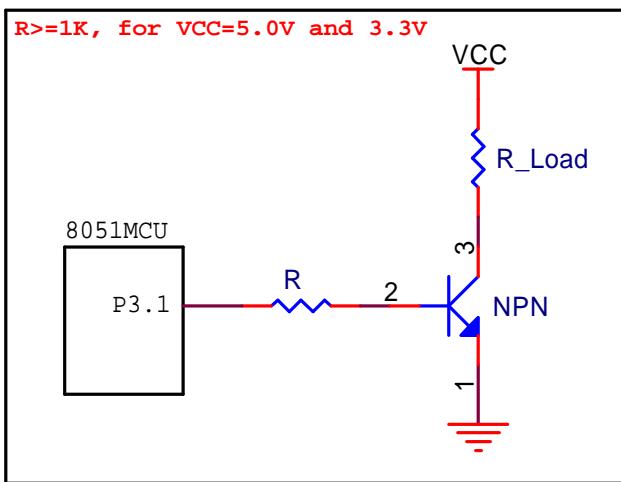 R>=1K, for VCC=5.0V and 3.3V
VCC
R_Load
8051MCU
3
R
2
P3.1
NPN
1